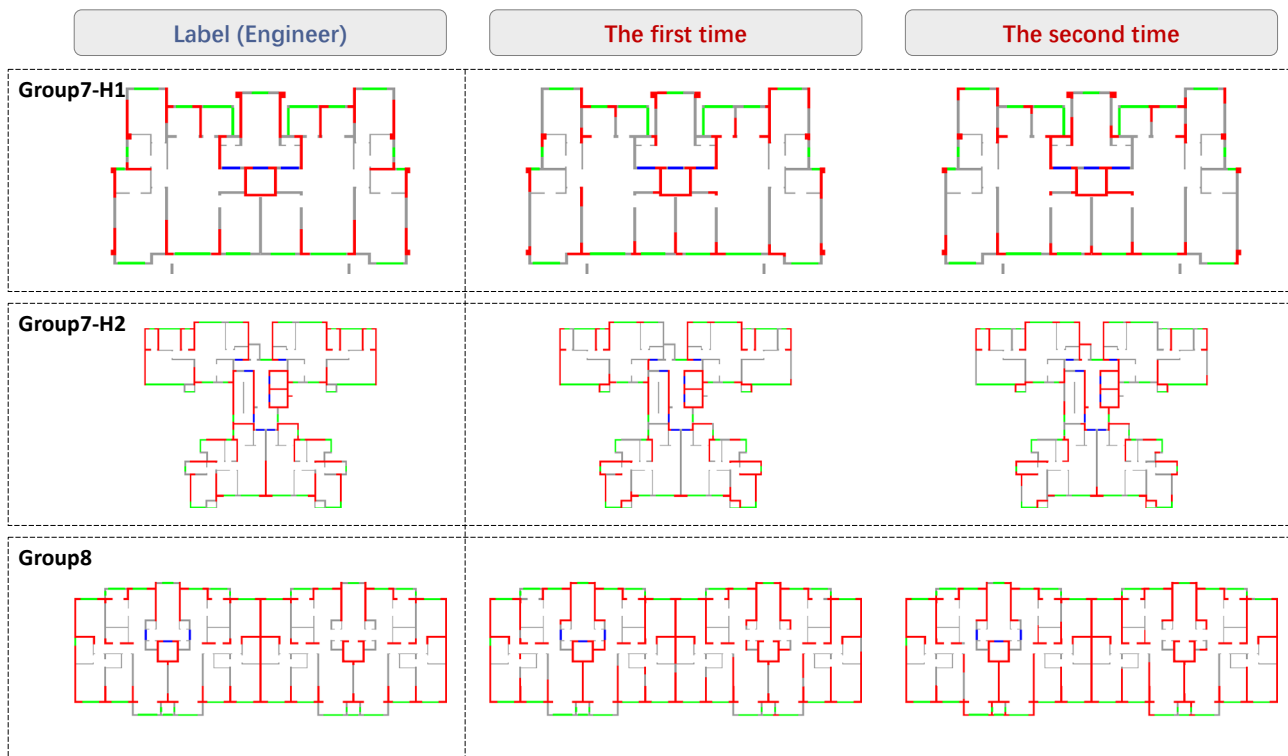 Label (Engineer)
The first time
The second time
Group7-H1
Group7-H2
Group8